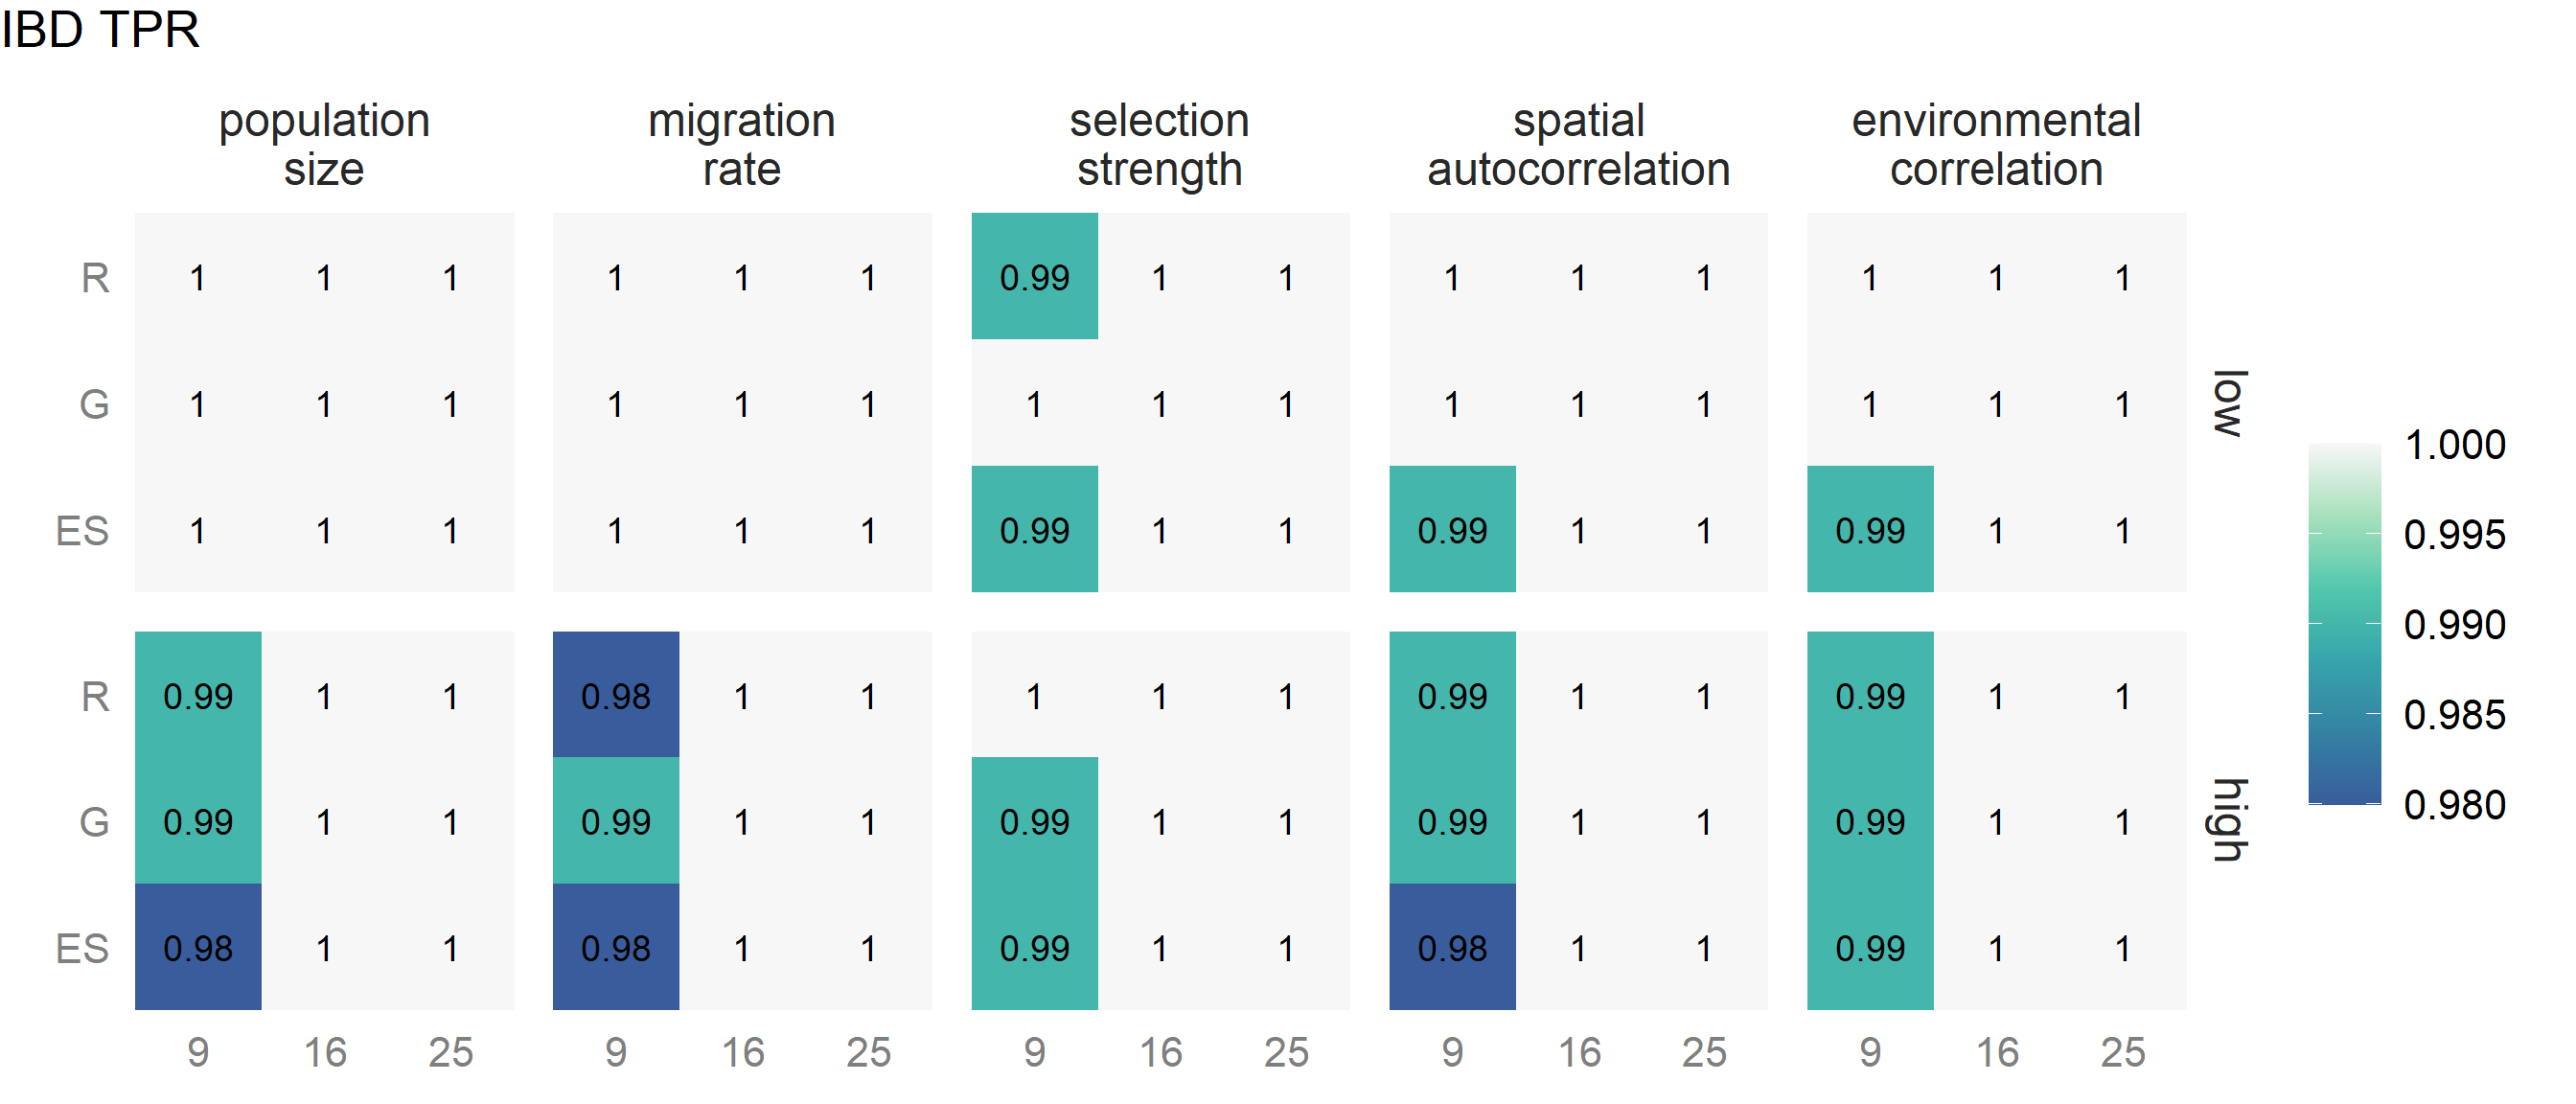 IBD TPR
population migration selection spatial environmental
size rate strength autocorrelation correlation
R 1 1 1 1 1 1 0.99 1 1 1 1 1 1 1 1
G 1 1 1 1 1 1 1 1 1 1 1 1 1 1 1
low
ES 1 1 1 1 1 1 0.99 1 1 0.99 1 1 0.99 1 1
R 0.99 1 1 0.98 1 1 1 1 1 0.99 1 1 0.99 1 1
G 0.99 1 1 0.99 1 1 0.99 1 1 0.99 1 1 0.99 1 1
high
ES 0.98 1 1 0.98 1 1 0.99 1 1 0.98 1 1 0.99 1 1
9 16 25 9 16 25 9 16 25 9 16 25 9 16 25
1.000
0.995
0.990
0.985
0.980